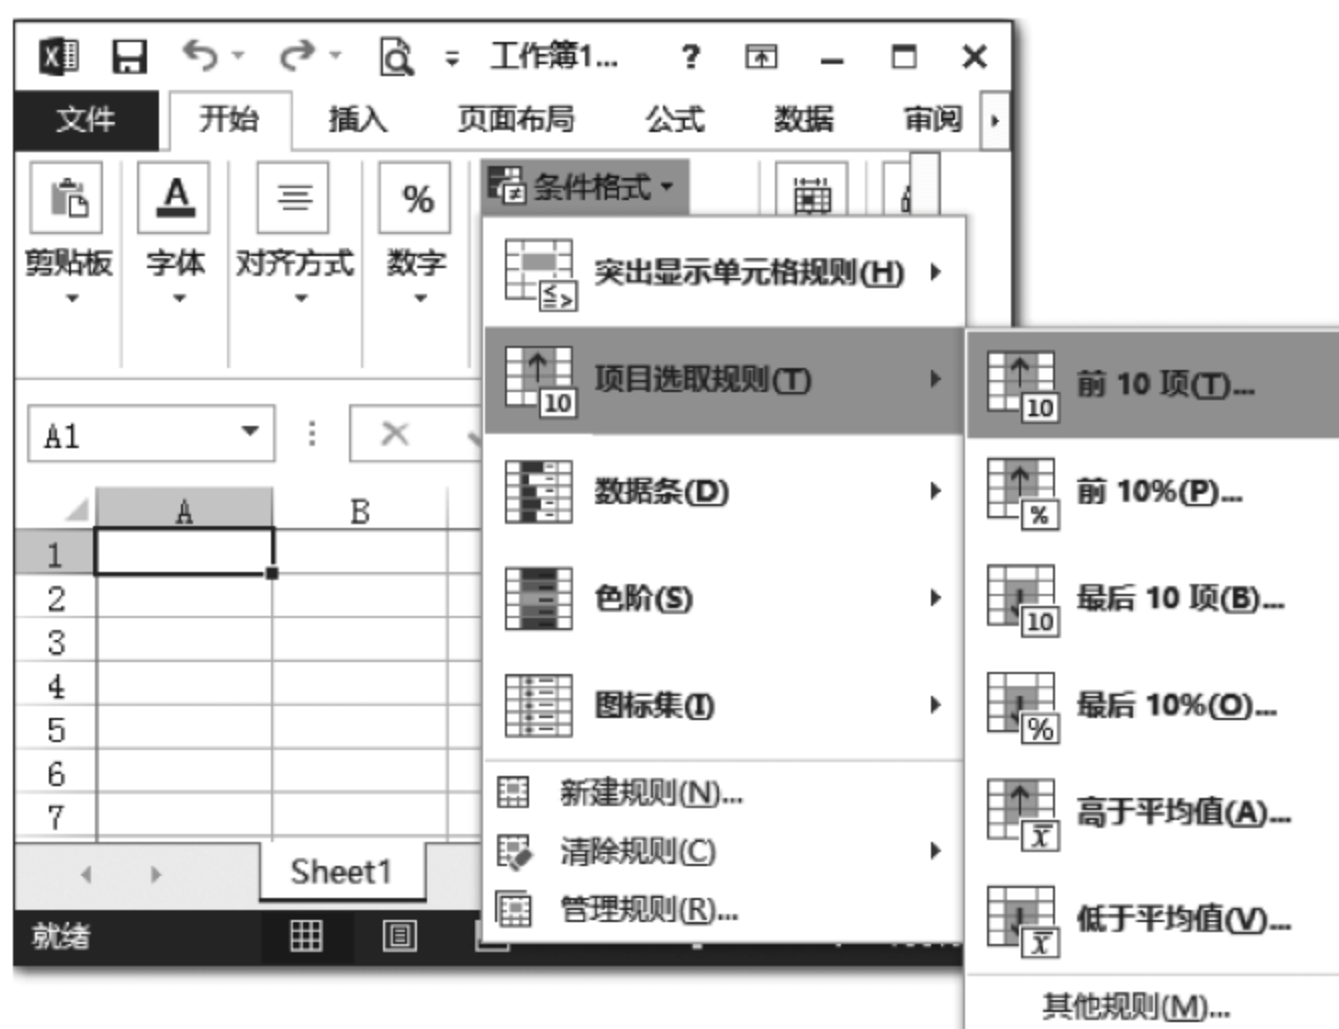 工作簿1...
文件 开始 插入 页面布局 公式 数据 审阅
% 条件格式
剪贴板 字体 对齐方式 数字
突出显示单元格规则(H)
项目选取规则(T)
数据条(D)
色阶(S)
图标集(I)
新建规则(N)...
清除规则(C)
管理规则(R)...
前 10 项(T)...
前 10%(P)...
最后 10 项(B)...
最后 10%(O)...
高于平均值(A)...
低于平均值(V)...
其他规则(M)...
A1
A B
1
2
3
4
5
6
7
Sheet1
就绪